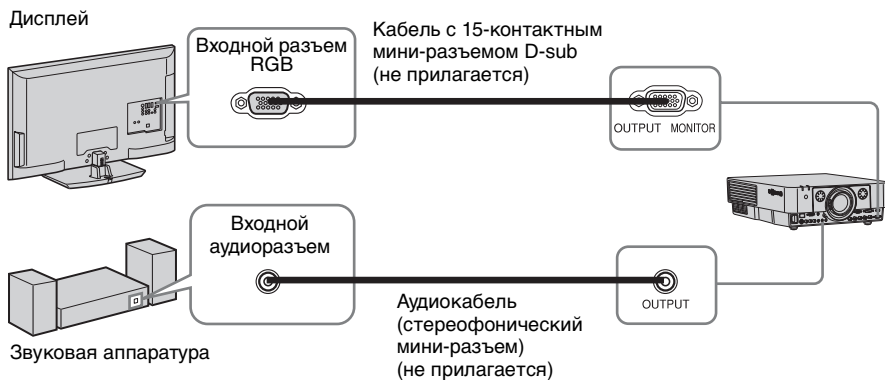 Дисплей
Входной разъем
RGB
Кабель с 15-контактным
мини-разъемом D-sub
(не прилагается)
OUTPUT MONITOR
Входной
аудиоразъем
OUTPUT
Аудиокабель
(стереофонический
мини-разъем)
(не прилагается)
Звуковая аппаратура